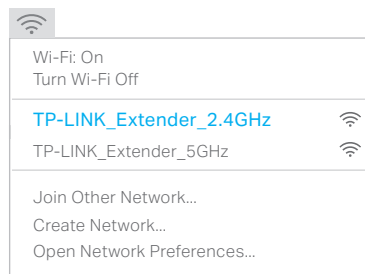 Wi-Fi: On
Turn Wi-Fi Off
TP-LINK_Extender_2.4GHz
TP-LINK_Extender_5GHz
Join Other Network...
Create Network...
Open Network Preferences...